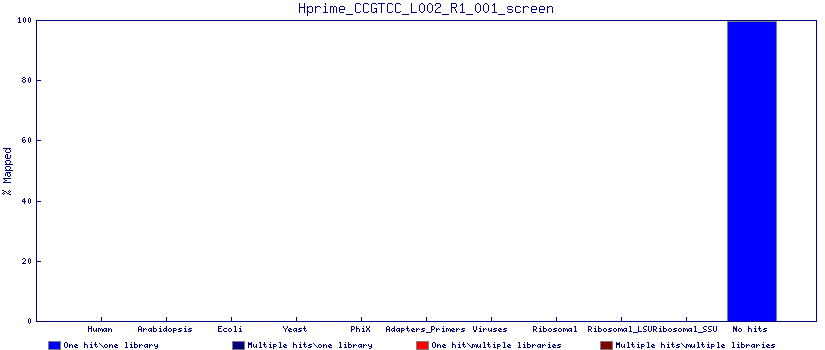 Hprime_CCGTCC_L002_R1_001_screen
100
80
60
40
20
0
% Mapped
Human Arabidopsis Ecoli Yeast PhiX Adapters_Primers Viruses Ribosomal Ribosomal_LSU Ribosomal_SSU No hits
One hit\one library Multiple hits\one library One hit\multiple libraries Multiple hits\multiple libraries